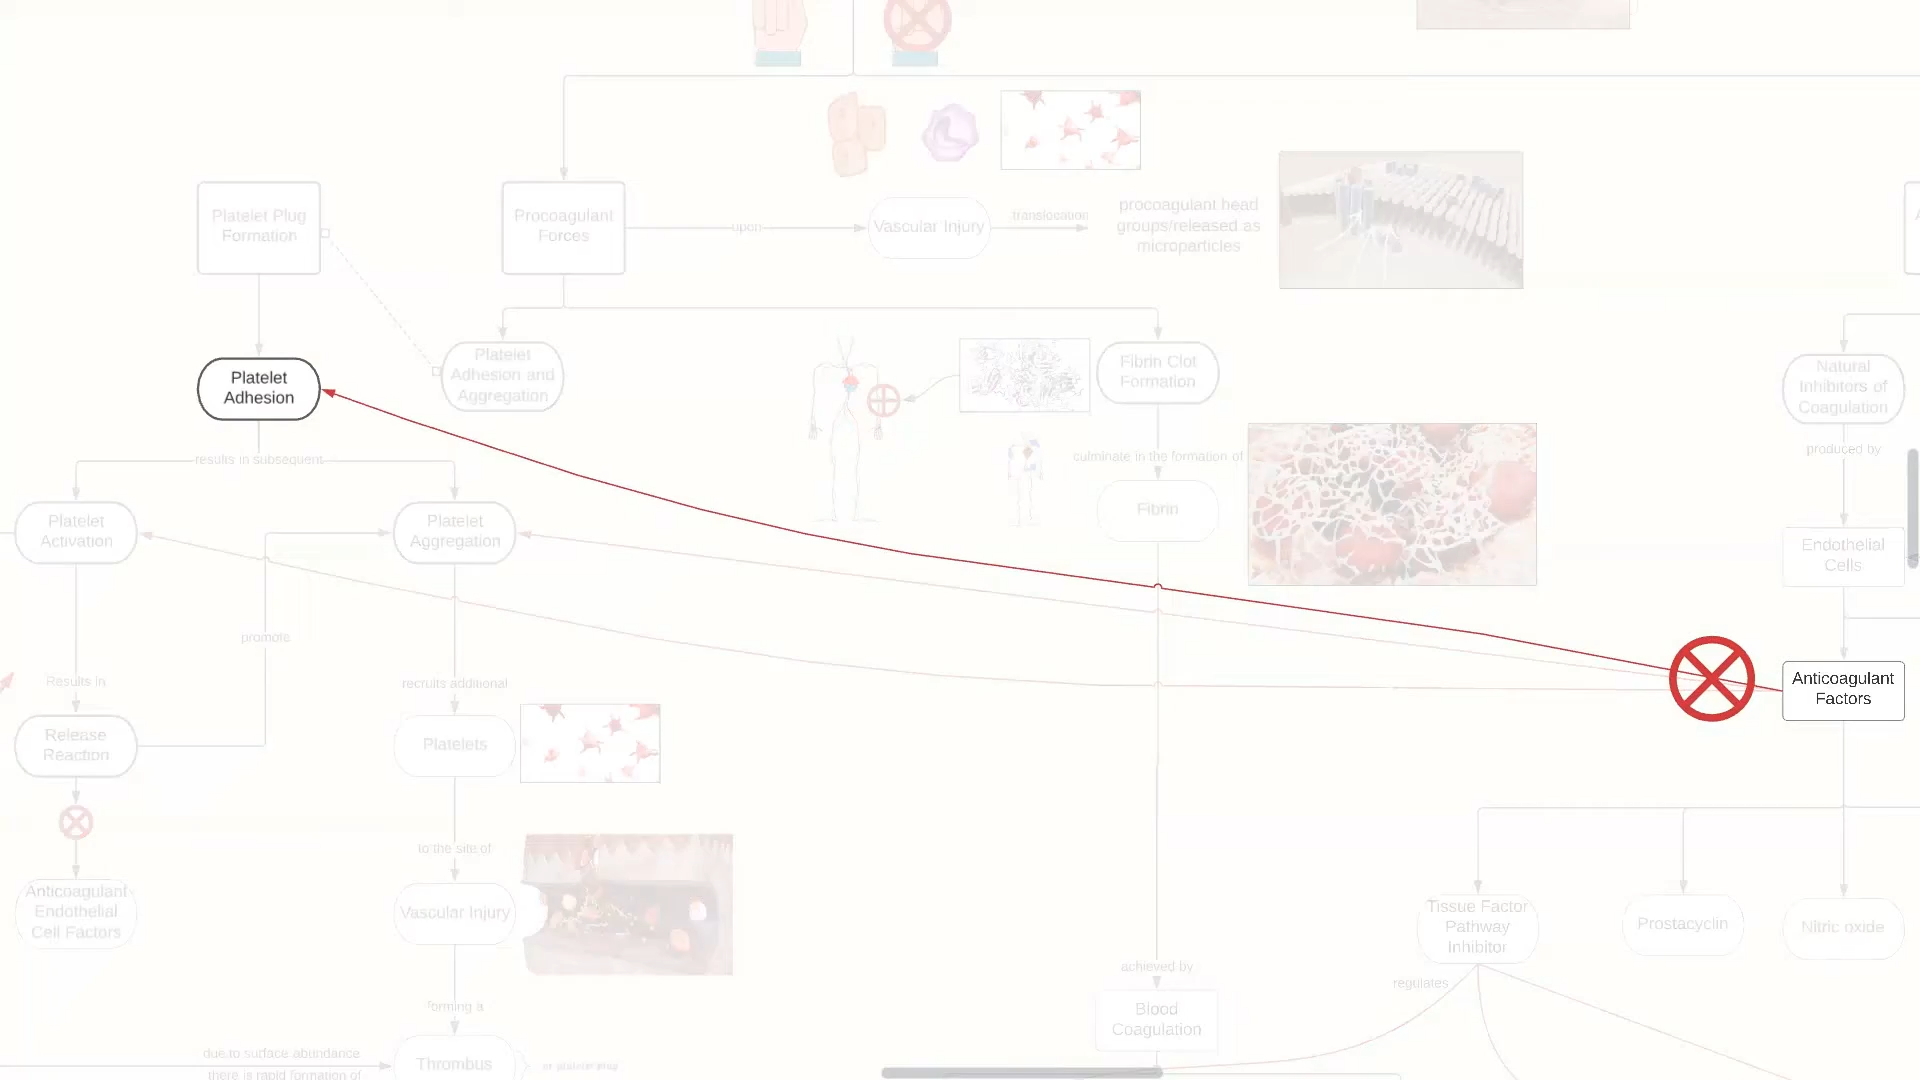 Platelet Plug
Formation
Procoagulant
Forces
upon
Vascular Injury
translocation
procoagulant head
groups/released as
microparticles
Platelet
Adhesion
Platelet
Adhesion and
Aggregation
Fibrin Clot
Formation
Natural
Inhibitors of
Coagulation
results in subsequent
culminate in the formation of
produced by
Platelet
Activation
Platelet
Aggregation
Fibrin
Endothelial
Cells
promote
Results in
recruits additional
Anticoagulant
Factors
Release
Reaction
Platelets
to the site of
Anticoagulant
Endothelial
Cell Factors
Vascular Injury
Tissue Factor
Pathway
Inhibitor
Prostacyclin
Nitric oxide
achieved by
regulates
forming a
Blood
Coagulation
due to surface abundance
there is rapid formation of
Thrombus
or platelet plug